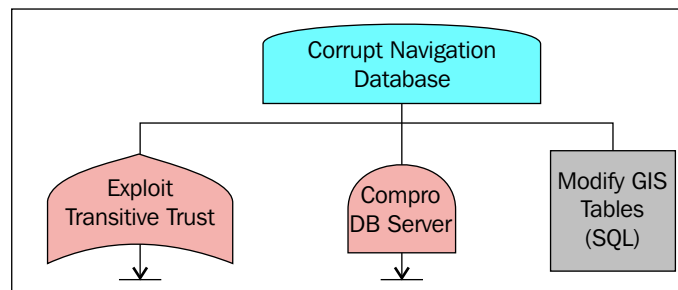 Corrupt Navigation
Database
Exploit
Transitive Trust
Compro
DB Server
Modify GIS
Tables
(SQL)